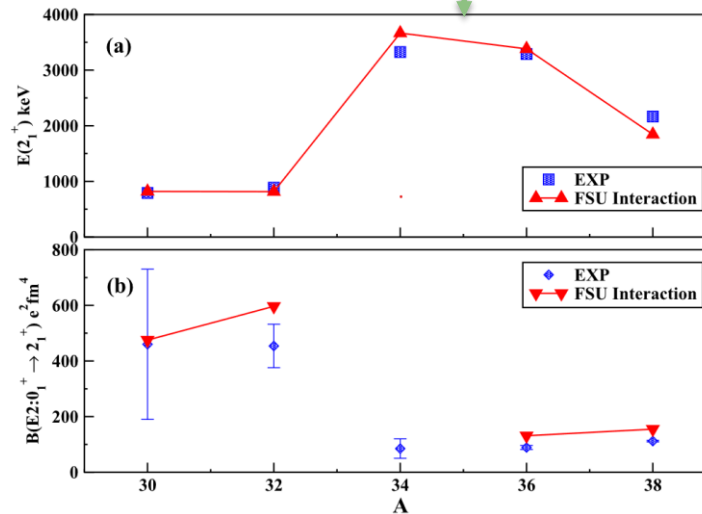 4000
(a)
3000
E(2₁⁺) keV
2000
1000
EXP
FSU Interaction
0
800
(b)
EXP
FSU Interaction
600
B(E2:0₁⁺ → 2₁⁺) e²fm⁴
400
200
0
30 32 34 36 38
A